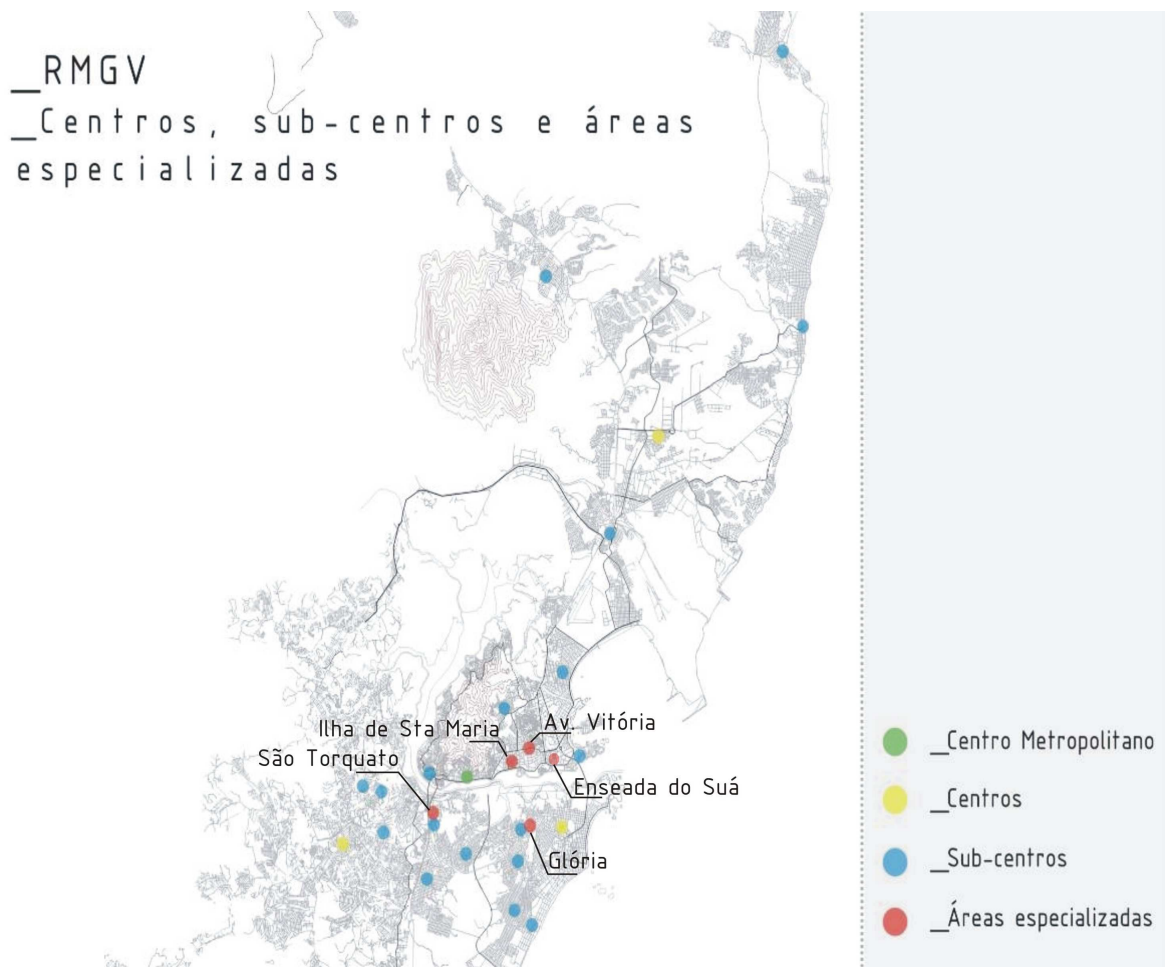 _RMGV
_Centros, sub-centros e áreas
especializadas
Ilha de Sta Maria
Av. Vitória
São Torquato
Enseada do Suá
Glória
_Centro Metropolitano
_Centros
_Sub-centros
_Áreas especializadas